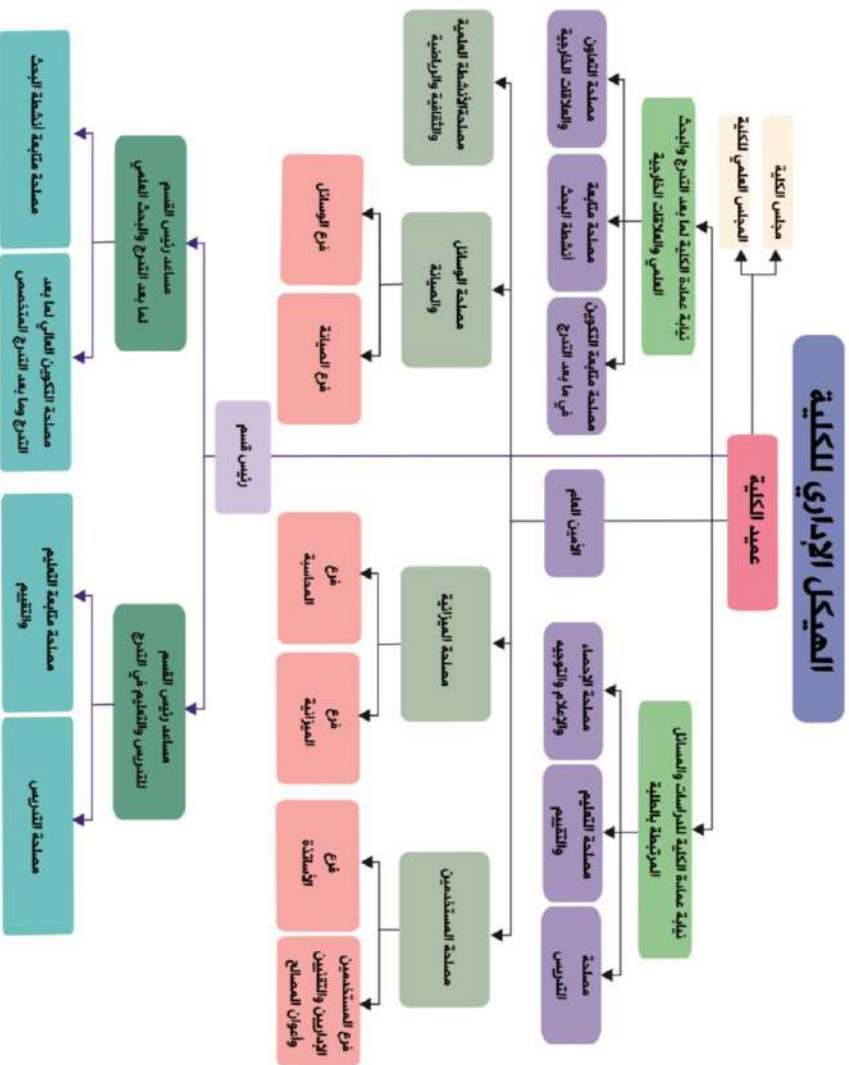 الهيكل الإداري للكلية
عميد الكلية
مجلس الكلية
المجلس العلمي للكلية
نيابة عمادة الكلية للدراسات والمسائل
المرتبطة بالطلبة
نيابة عمادة الكلية لما بعد التدرج والبحث
العلمي والعلاقات الخارجية
مصلحة
التدريس
مصلحة التعليم
والتقييم
مصلحة الإحصاء
والإعلام والتوجيه
الأمين العام
مصلحة متابعة التكوين
في ما بعد التدرج
مصلحة متابعة
أنشطة البحث
مصلحة التعاون
والعلاقات الخارجية
مصلحة المستخدمين
مصلحة الميزانية
مصلحة الوسائل
والصيانة
مصلحة الأنشطة العلمية
والثقافية والرياضية
فرع المستخدمين
الإداريين والتقنيين
وأعوان المصالح
فرع
الأساتذة
فرع
الميزانية
فرع
المحاسبة
فرع الصيانة
فرع الوسائل
رئيس قسم
مساعد رئيس القسم
للتدريس والتعليم في التدرج
مساعد رئيس القسم
لما بعد التدرج والبحث العلمي
مصلحة التدريس
مصلحة متابعة التعليم
والتقييم
مصلحة التكوين العالي لما بعد
التدرج وما بعد التدرج المتخصص
مصلحة متابعة أنشطة البحث